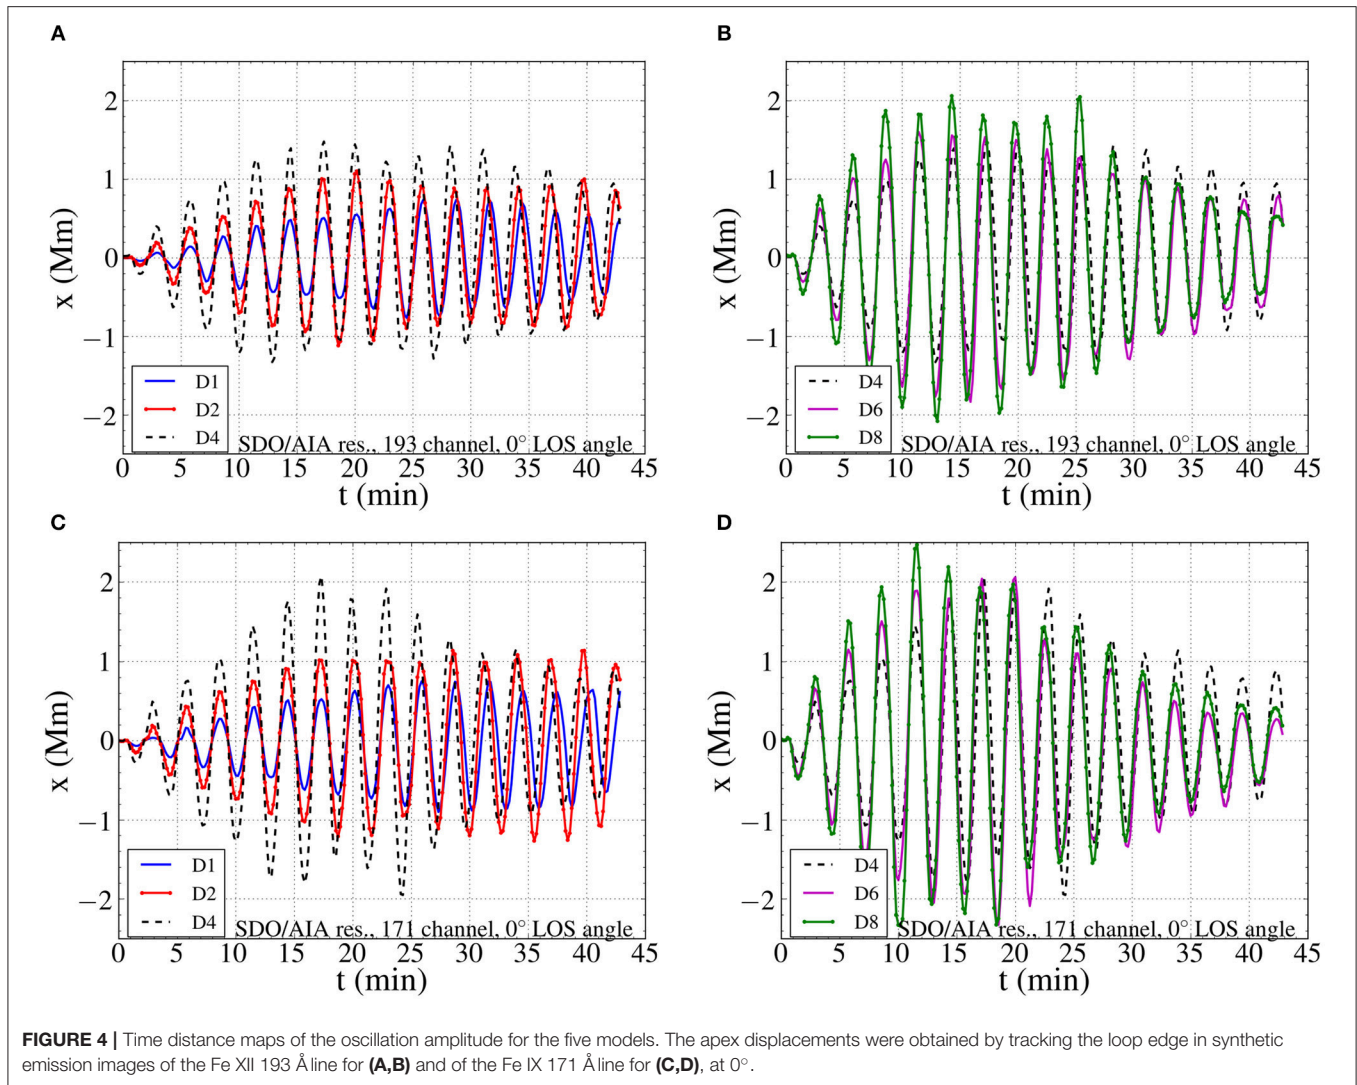 A
x (Mm)
2
1
0
−1
−2
D1
D2
D4
SDO/AIA res., 193 channel, 0° LOS angle
0 5 10 15 20 25 30 35 40 45
t (min)
B
x (Mm)
2
1
0
−1
−2
D4
D6
D8
SDO/AIA res., 193 channel, 0° LOS angle
0 5 10 15 20 25 30 35 40 45
t (min)
C
x (Mm)
2
1
0
−1
−2
D1
D2
D4
SDO/AIA res., 171 channel, 0° LOS angle
0 5 10 15 20 25 30 35 40 45
t (min)
D
x (Mm)
2
1
0
−1
−2
D4
D6
D8
SDO/AIA res., 171 channel, 0° LOS angle
0 5 10 15 20 25 30 35 40 45
t (min)
FIGURE 4 | Time distance maps of the oscillation amplitude for the five models. The apex displacements were obtained by tracking the loop edge in synthetic
emission images of the Fe XII 193 Å line for (A,B) and of the Fe IX 171 Å line for (C,D), at 0°.